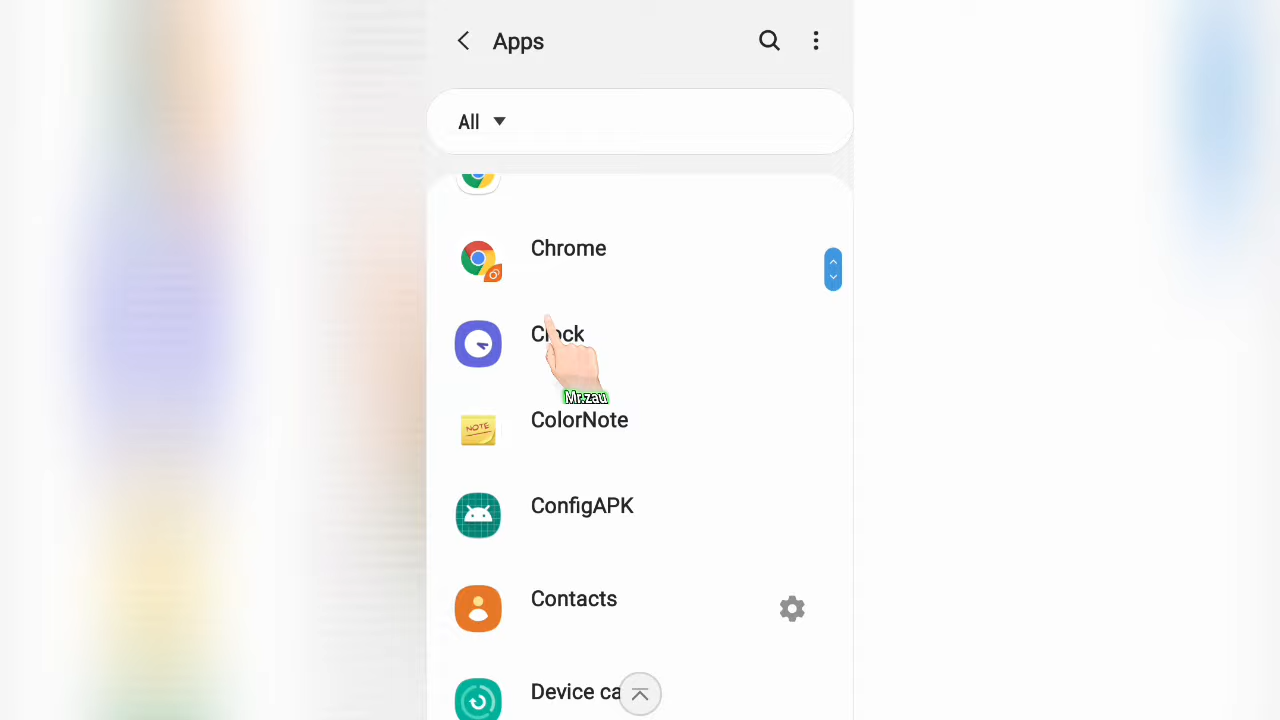 Apps
All
Chrome
Clock
Mr.zau
ColorNote
NOTE
ConfigAPK
Contacts
Device ca